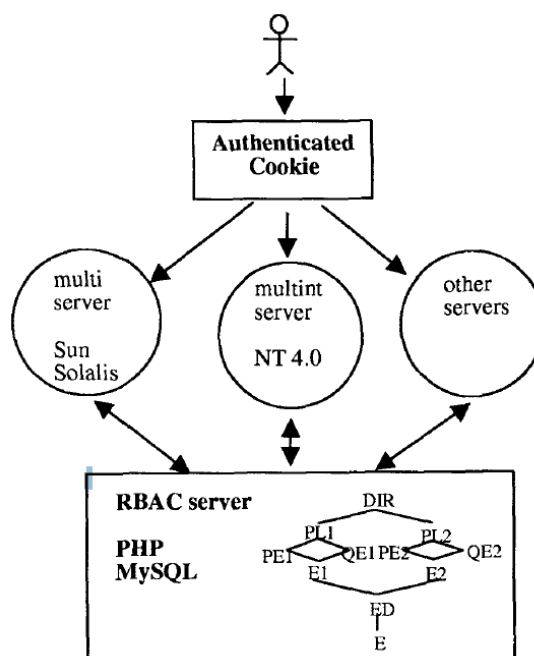 Authenticated
Cookie
multi
server
Sun
Solalis
multint
server
NT 4.0
other
servers
RBAC server
PHP
MySQL
DIR
PL1 PL2
PE1 QE1 PE2 QE2
E1 E2
ED
E